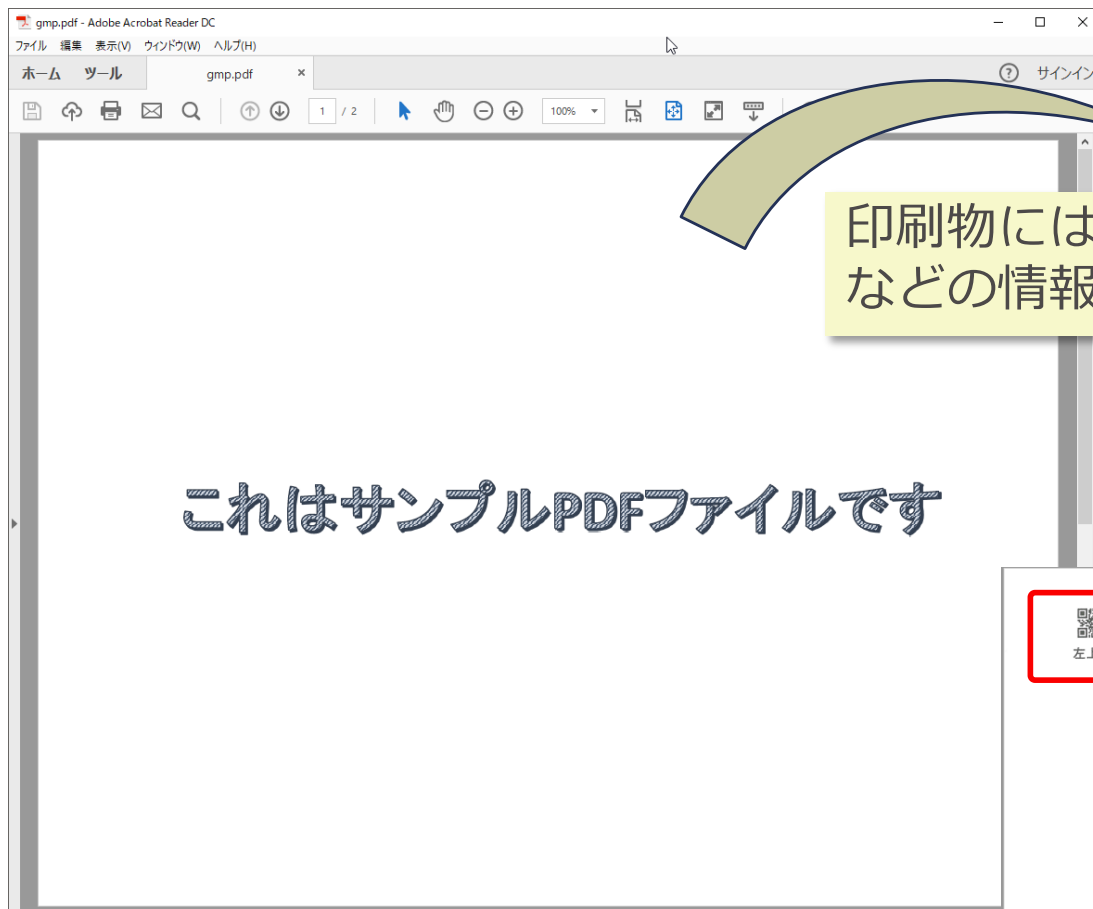 gmp.pdf - Adobe Acrobat Reader DC
ファイル 編集 表示(V) ウィンドウ(W) ヘルプ(H)
ホーム ツール gmp.pdf × ? サインイン
1 / 2 100%
印刷物には
などの情報
これはサンプルPDFファイルです
左上